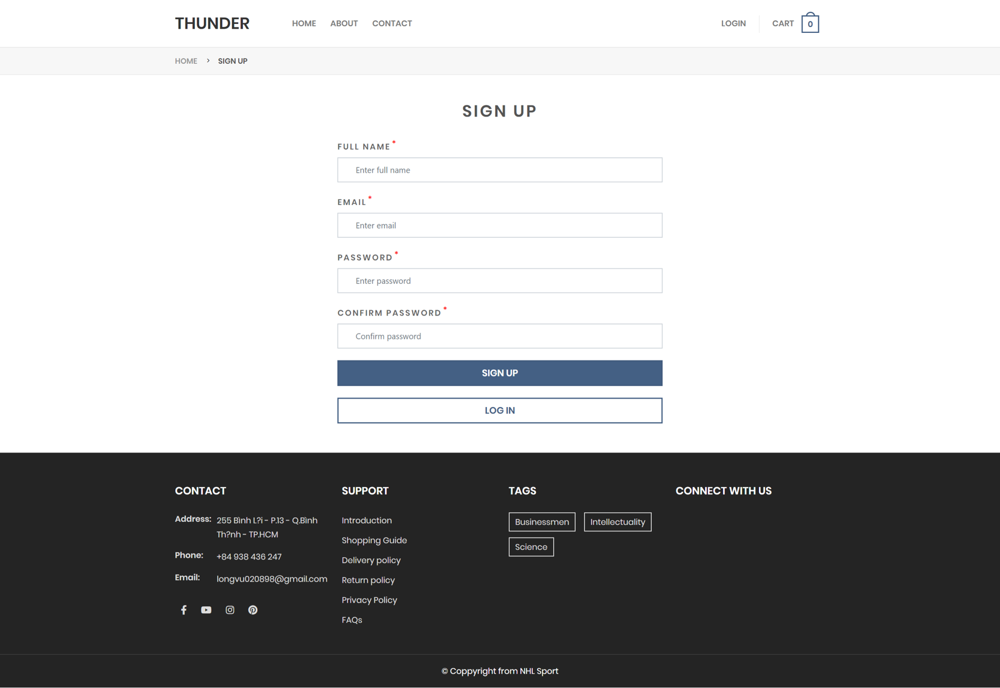 THUNDER HOME ABOUT CONTACT LOGIN CART 0
HOME > SIGN UP
SIGN UP
FULL NAME*
Enter full name
EMAIL*
Enter email
PASSWORD*
Enter password
CONFIRM PASSWORD*
Confirm password
SIGN UP
LOG IN
CONTACT
Address: 255 Bình L?i - P.13 - Q.Bình
Th?nh - TP.HCM
Phone: +84 938 436 247
Email: longvu020898@gmail.com
SUPPORT
Introduction
Shopping Guide
Delivery policy
Return policy
Privacy Policy
FAQs
TAGS
Businessmen Intellectuality
Science
CONNECT WITH US
© Coppyright from NHL Sport